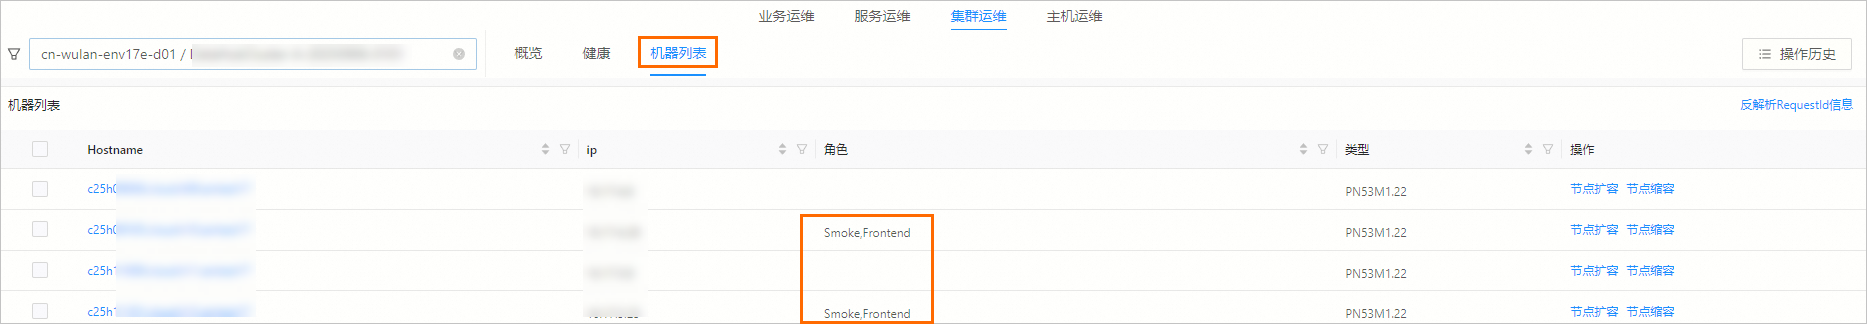 业务运维 服务运维 集群运维 主机运维
cn-wulan-env17e-d01 / 概览 健康 机器列表 操作历史
机器列表 反解析RequestId信息
Hostname ip 角色 类型 操作
c25h PN53M1.22 节点扩容 节点缩容
c25h Smoke,Frontend PN53M1.22 节点扩容 节点缩容
c25h1 PN53M1.22 节点扩容 节点缩容
c25h1 Smoke,Frontend PN53M1.22 节点扩容 节点缩容